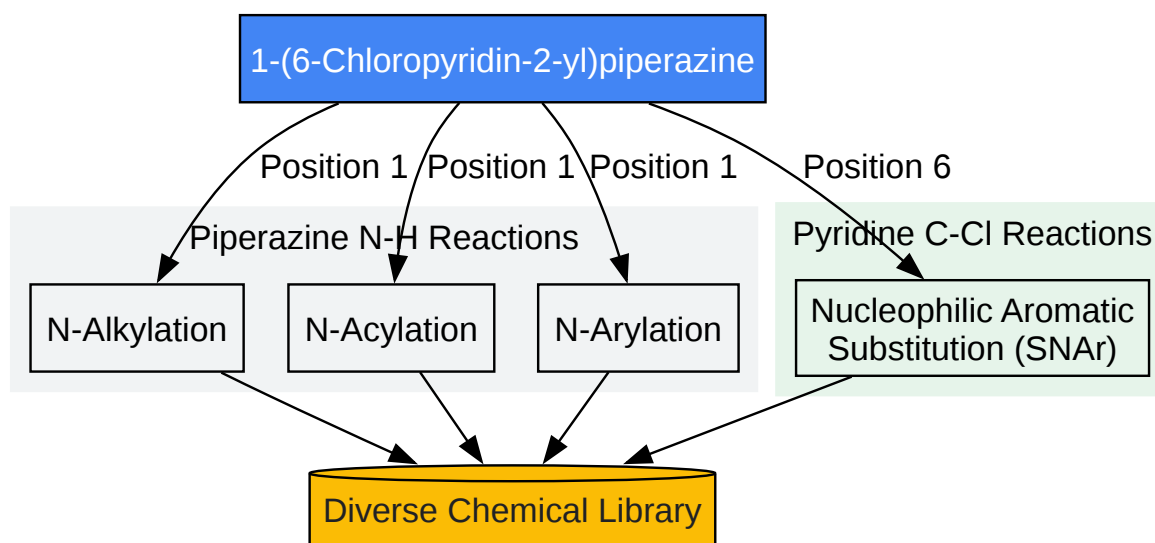 1-(6-Chloropyridin-2-yl)piperazine
Position 1
Position 1
Position 1
Position 6
Piperazine N-H Reactions
Pyridine C-Cl Reactions
N-Alkylation
N-Acylation
N-Arylation
Nucleophilic Aromatic
Substitution (SNAr)
Diverse Chemical Library